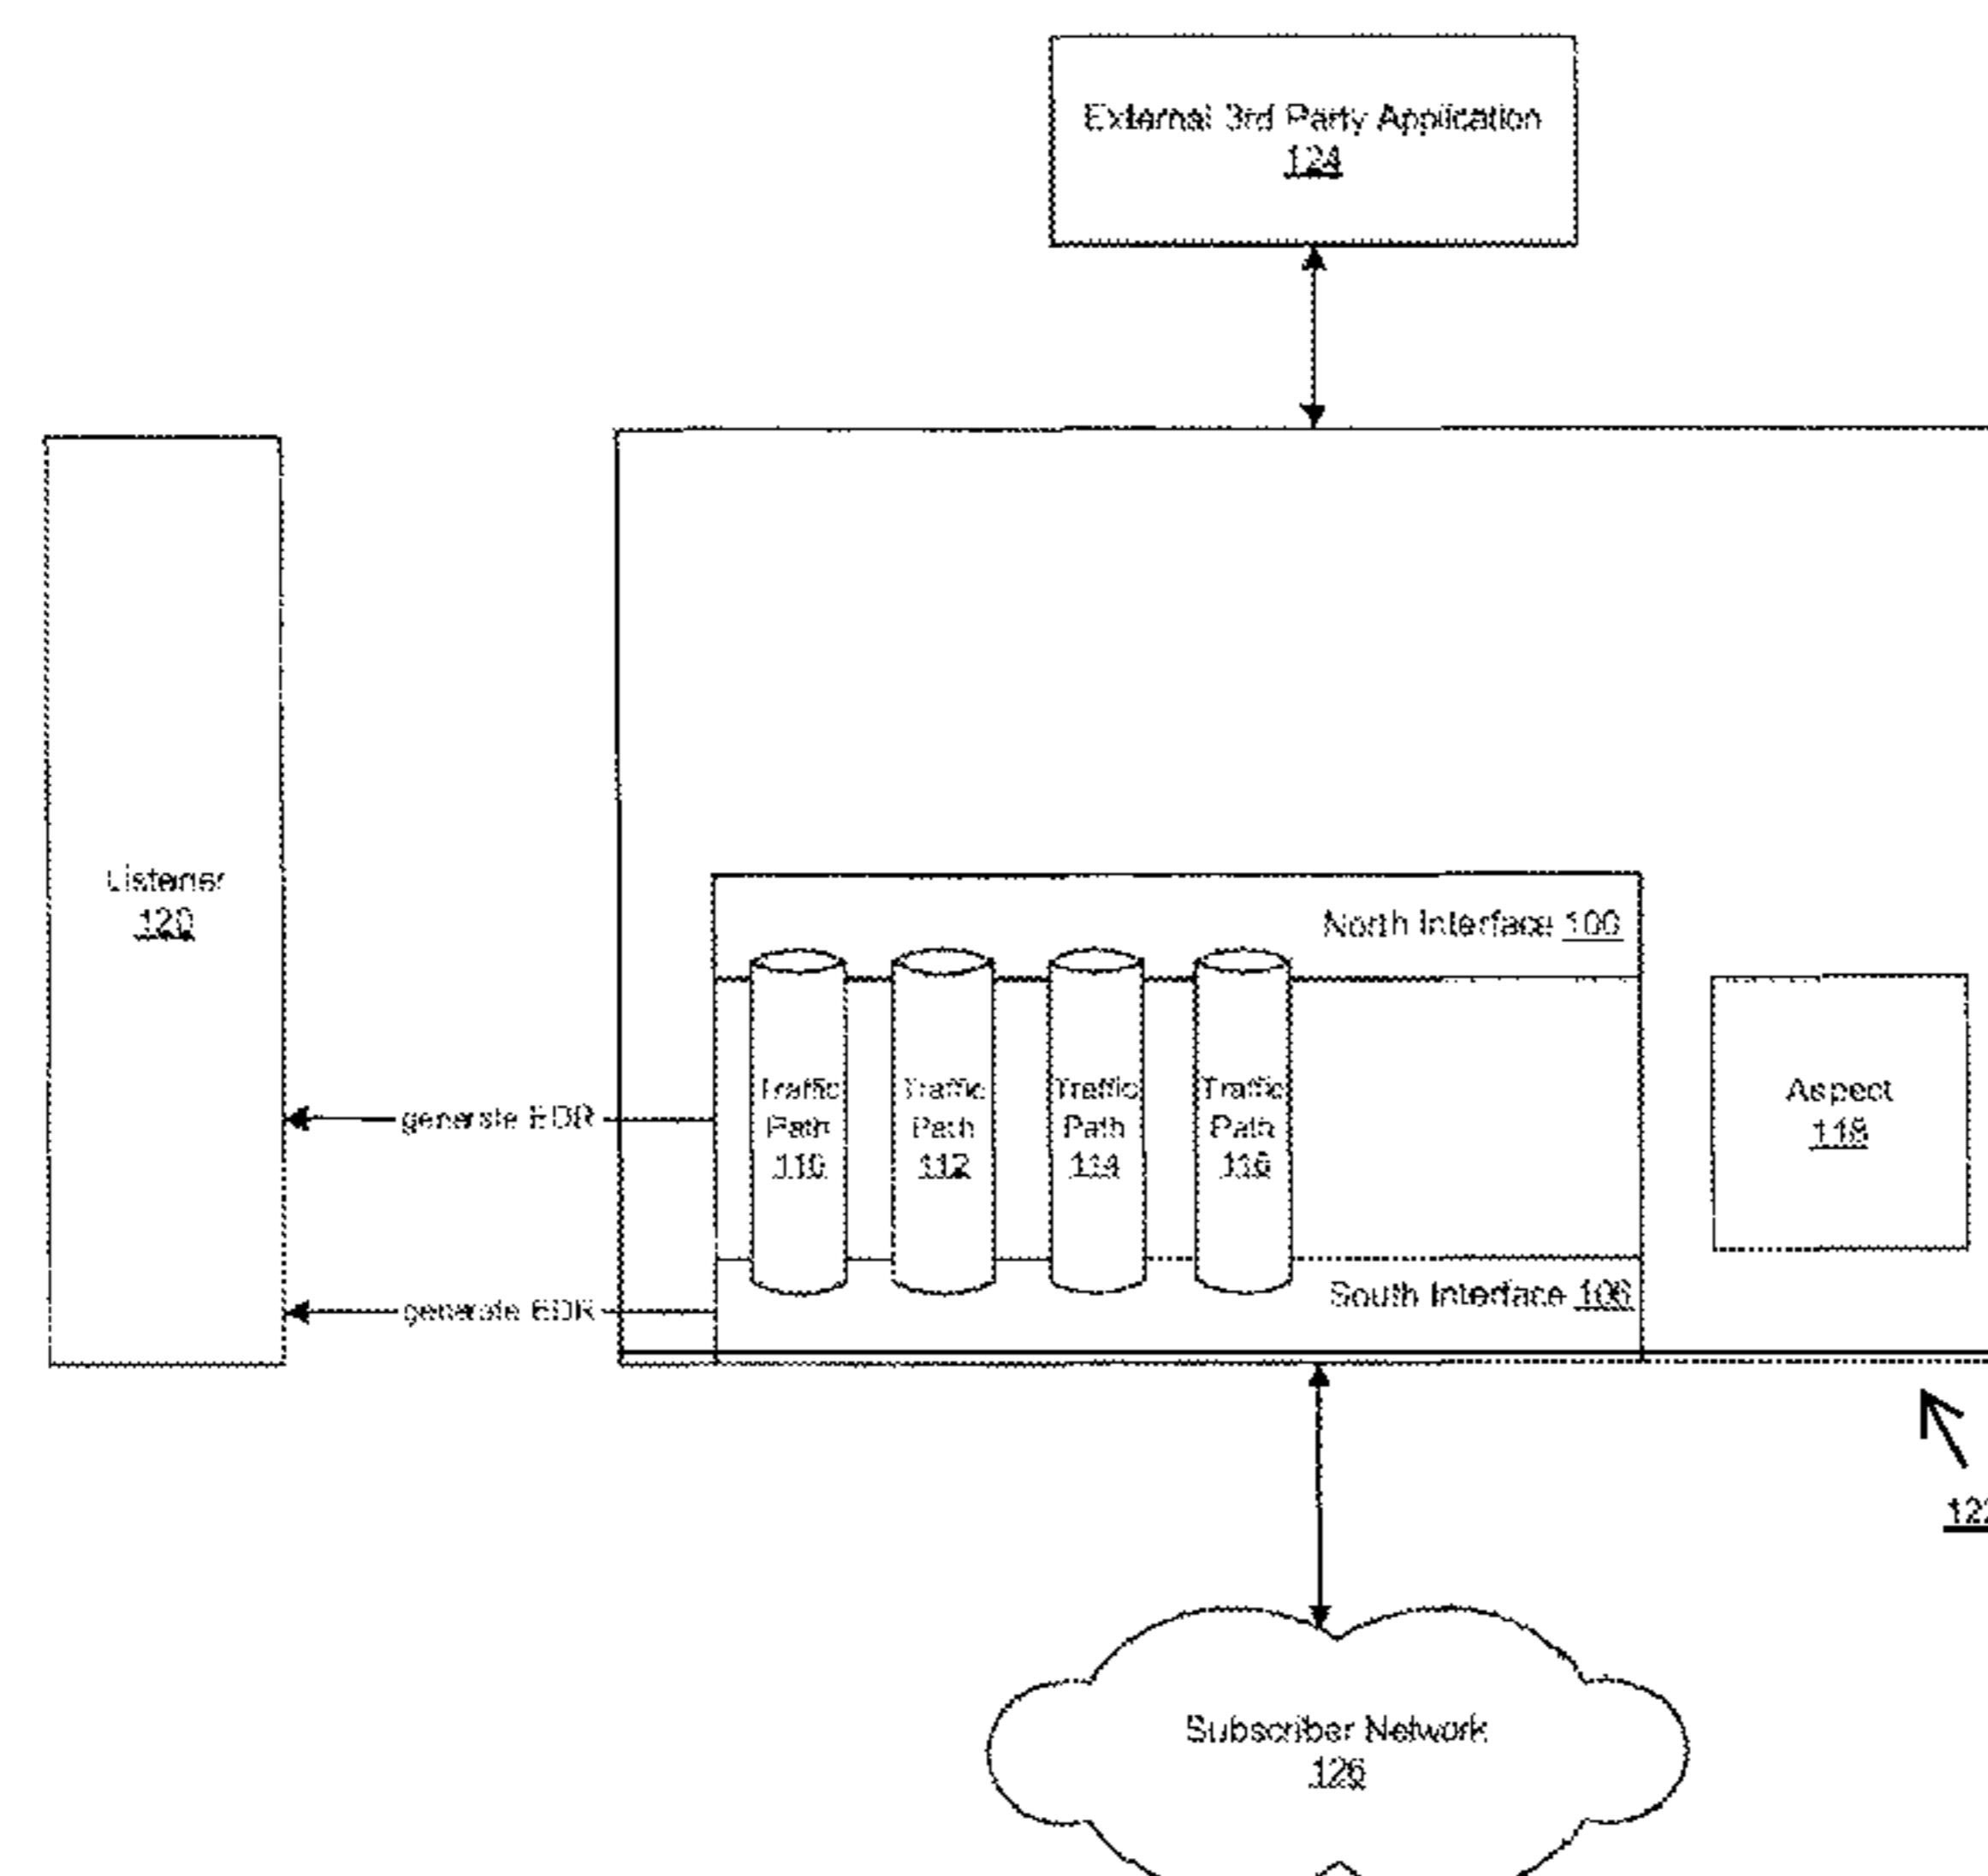 External 3rd Party Application
124
Listener
120
North Interface 100
Traffic
Path
110
Traffic
Path
112
Traffic
Path
114
Traffic
Path
116
Aspect
118
generate EDR
generate EDR
South Interface 106
Subscriber Network
126